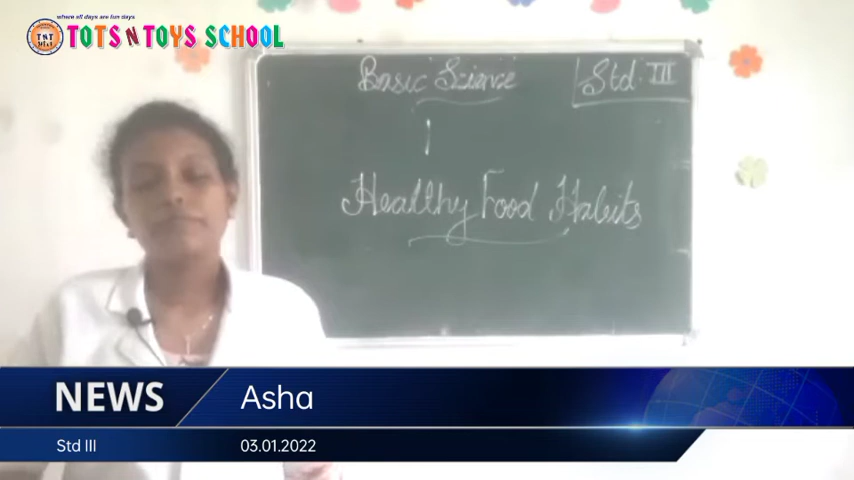 where all days are fun days
TOTS N TOYS SCHOOL
TST
Basic Science
Std. III
Healthy Food Habits
NEWS
Asha
Std III
03.01.2022